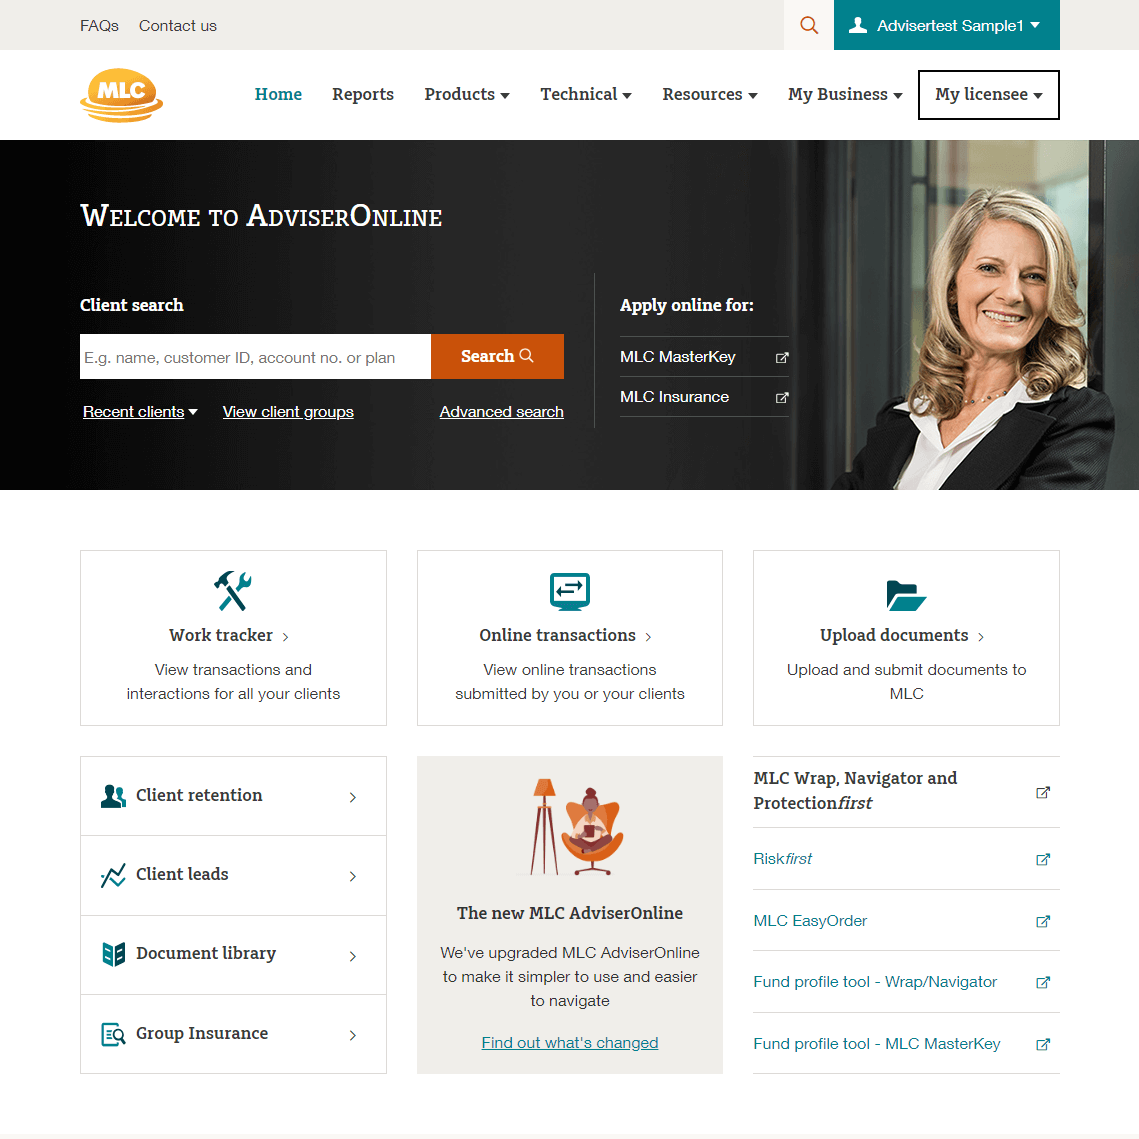 FAQs Contact us Advisertest Sample1
MLC Home Reports Products Technical Resources My Business My licensee
WELCOME TO ADVISERONLINE
Client search
E.g. name, customer ID, account no. or plan Search
Recent clients View client groups Advanced search
Apply online for:
MLC MasterKey
MLC Insurance
Work tracker
View transactions and
interactions for all your clients
Online transactions
View online transactions
submitted by you or your clients
Upload documents
Upload and submit documents to
MLC
Client retention
Client leads
Document library
Group Insurance
The new MLC AdviserOnline
We've upgraded MLC AdviserOnline
to make it simpler to use and easier
to navigate
Find out what's changed
MLC Wrap, Navigator and
Protectionfirst
Riskfirst
MLC EasyOrder
Fund profile tool - Wrap/Navigator
Fund profile tool - MLC MasterKey